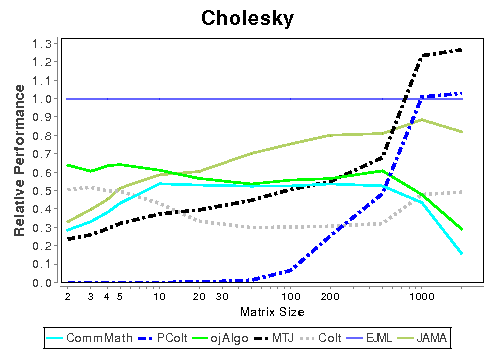 Cholesky
Relative Performance
1.3
1.2
1.1
1.0
0.9
0.8
0.7
0.6
0.5
0.4
0.3
0.2
0.1
0.0
2 3 4 5 10 20 30 100 200 1000
Matrix Size
CommMath PColt ojAlgo MTJ Colt EJML JAMA